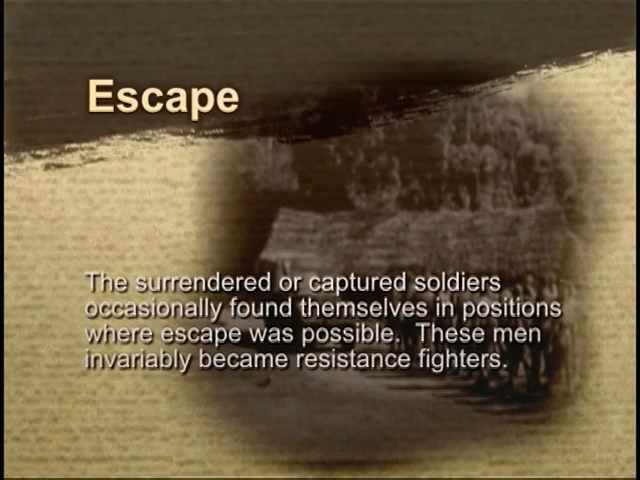 Escape
The surrendered or captured soldiers
occasionally found themselves in positions
where escape was possible.  These men
invariably became resistance fighters.